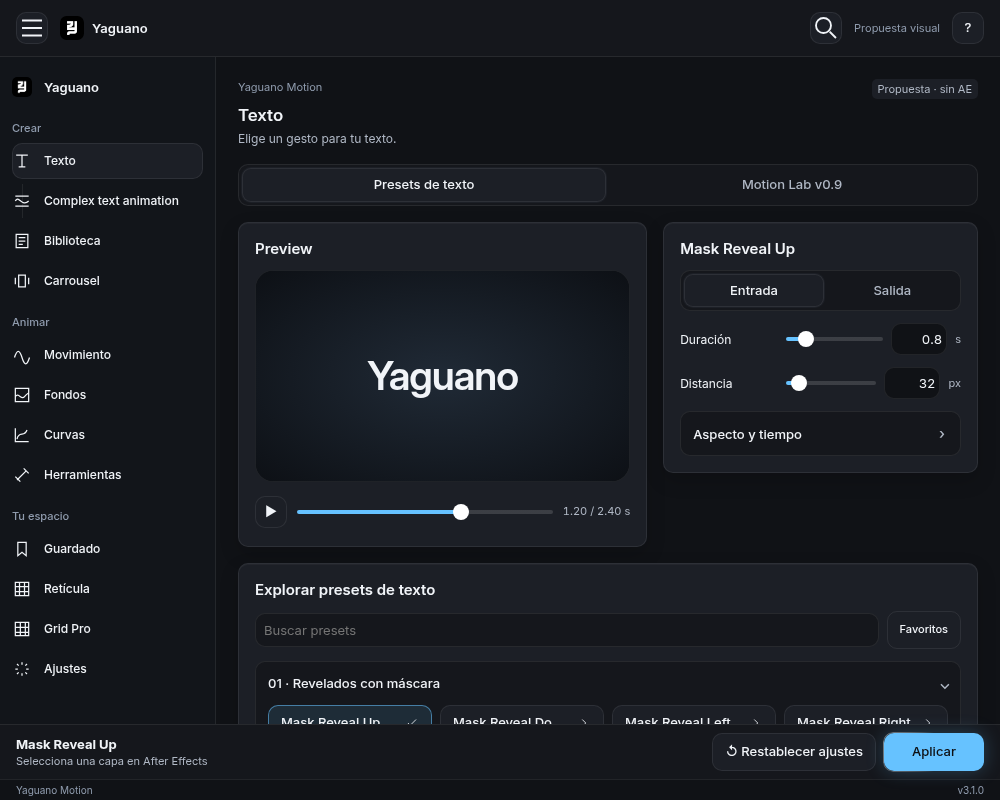 Yaguano
Propuesta visual
?
Yaguano
Crear
Texto
Complex text animation
Biblioteca
Carrousel
Animar
Movimiento
Fondos
Curvas
Herramientas
Tu espacio
Guardado
Retícula
Grid Pro
Ajustes
Yaguano Motion
Propuesta · sin AE
Texto
Elige un gesto para tu texto.
Presets de texto
Motion Lab v0.9
Preview
Yaguano
1.20 / 2.40 s
Mask Reveal Up
Entrada
Salida
Duración
0.8 s
Distancia
32 px
Aspecto y tiempo
Explorar presets de texto
Buscar presets
Favoritos
01 · Revelados con máscara
Mask Reveal Up
Mask Reveal Do
Mask Reveal Left
Mask Reveal Right
Mask Reveal Up
Selecciona una capa en After Effects
Restablecer ajustes
Aplicar
Yaguano Motion
v3.1.0